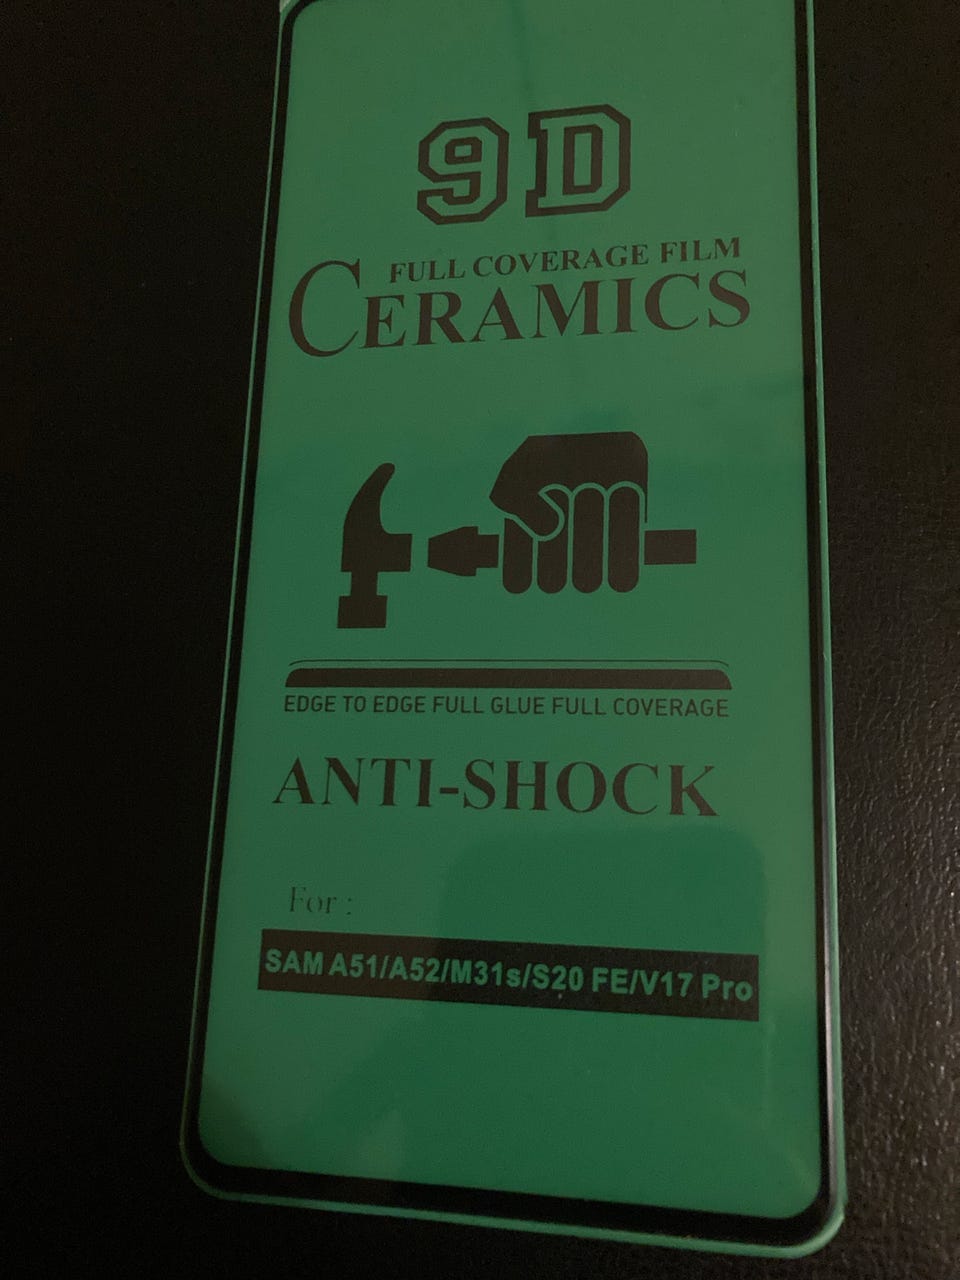 9D
FULL COVERAGE FILM
CERAMICS
EDGE TO EDGE FULL GLUE FULL COVERAGE
ANTI-SHOCK
For :
SAM A51/A52/M31s/S20 FE/V17 Pro